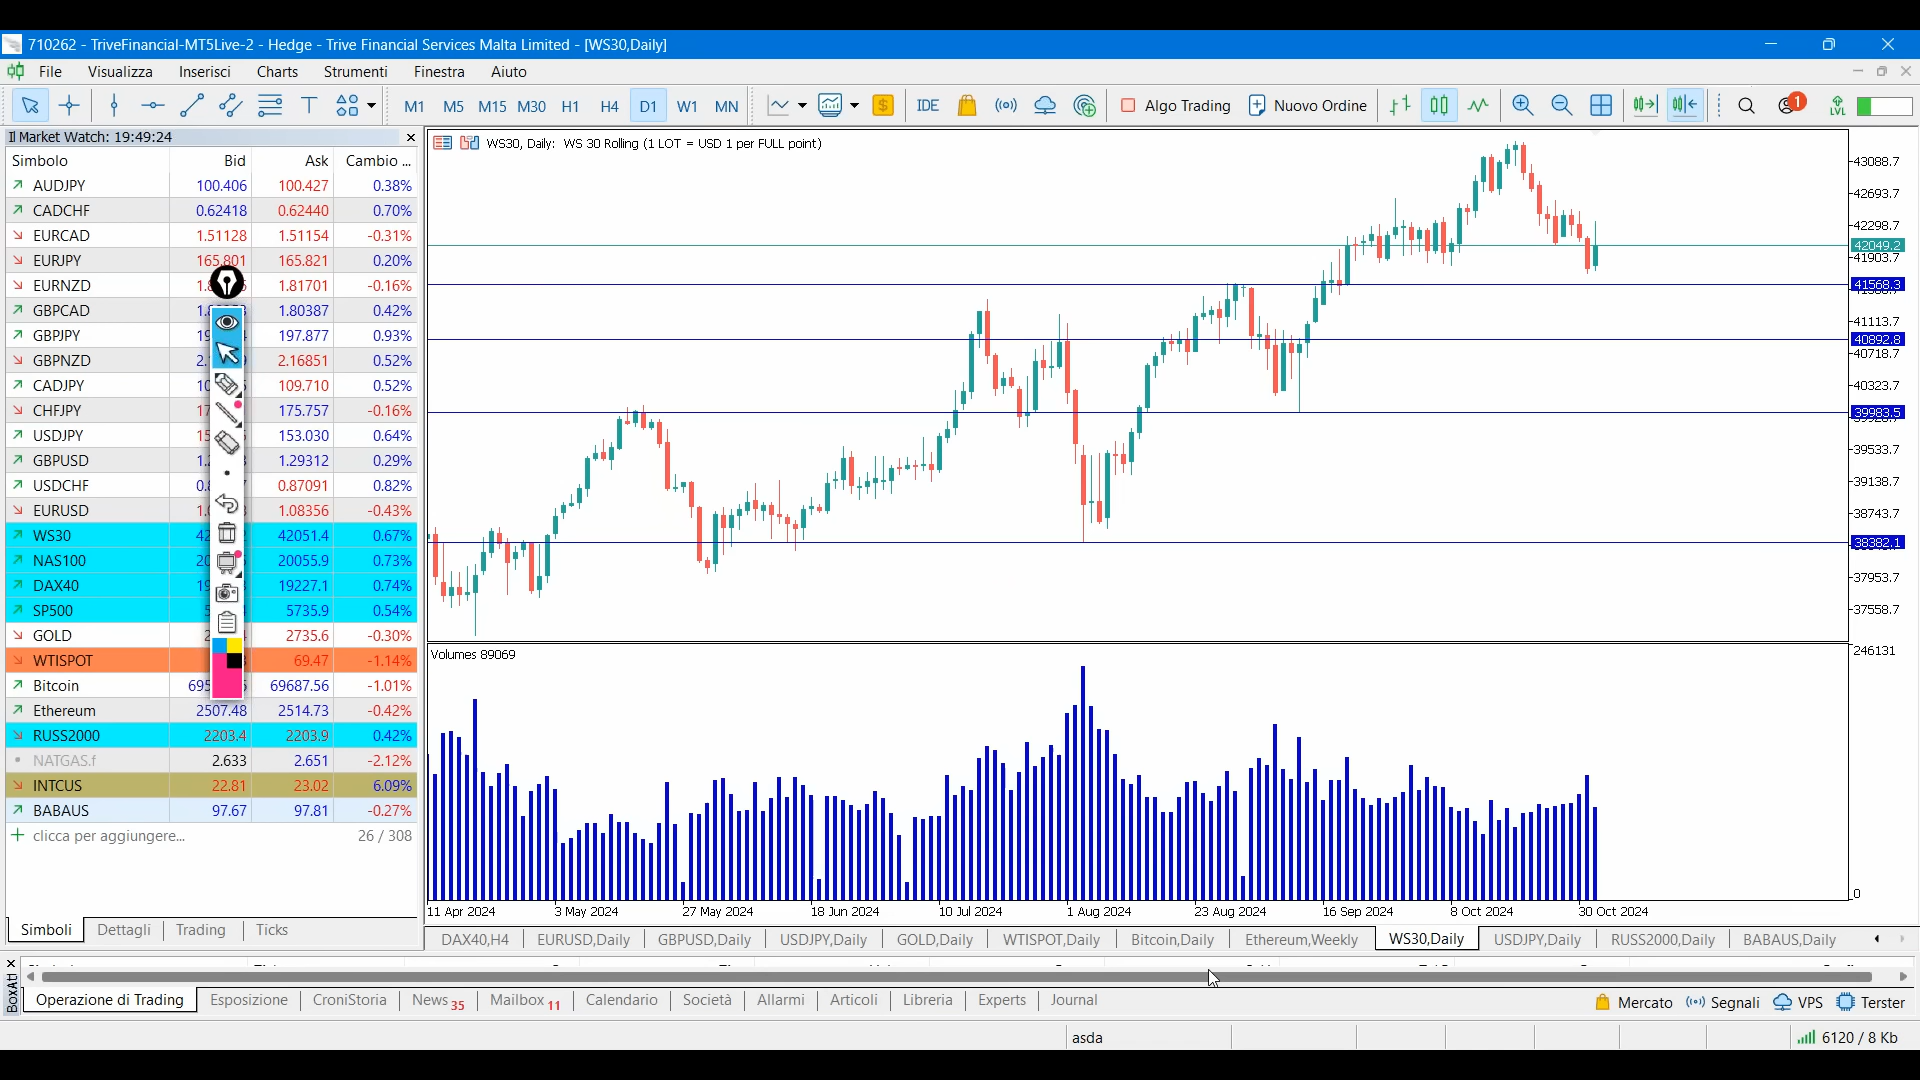 710262 - TriveFinancial-MT5Live-2 - Hedge - Trive Financial Services Malta Limited - [WS30,Daily]
File Visualizza Inserisci Charts Strumenti Finestra Aiuto
M1 M5 M15 M30 H1 H4 D1 W1 MN IDE Algo Trading Nuovo Ordine 1 LVL
Market Watch: 19:49:24
Simbolo Bid Ask Cambio ...
AUDJPY 100.406 100.427 0.38%
CADCHF 0.62418 0.62440 0.70%
EURCAD 1.51128 1.51154 -0.31%
EURJPY 165.801 165.821 0.20%
EURNZD 1.81701 -0.16%
GBPCAD 1.80387 0.42%
GBPJPY 197.877 0.93%
GBPNZD 2.16851 0.52%
CADJPY 109.710 0.52%
CHFJPY 175.757 -0.16%
USDJPY 153.030 0.64%
GBPUSD 1.29312 0.29%
USDCHF 0.87091 0.82%
EURUSD 1.08356 -0.43%
WS30 42051.4 0.67%
NAS100 20055.9 0.73%
DAX40 19227.1 0.74%
SP500 5735.9 0.54%
GOLD 2735.6 -0.30%
WTISPOT 69.47 -1.14%
Bitcoin 69687.56 -1.01%
Ethereum 2507.48 2514.73 -0.42%
RUSS2000 2203.4 2203.9 0.42%
NATGAS.f 2.633 2.651 -2.12%
INTCUS 22.81 23.02 6.09%
BABAUS 97.67 97.81 -0.27%
clicca per aggiungere... 26 / 308
Simboli Dettagli Trading Ticks
WS30, Daily: WS 30 Rolling (1 LOT = USD 1 per FULL point)
43088.7
42693.7
42298.7
42049.2
41903.7
41568.3
41113.7
40892.8
40718.7
40323.7
39983.5
39533.7
39138.7
38743.7
38382.1
37953.7
37558.7
Volumes 89069
246131
0
11 Apr 2024 3 May 2024 27 May 2024 18 Jun 2024 10 Jul 2024 1 Aug 2024 23 Aug 2024 16 Sep 2024 8 Oct 2024 30 Oct 2024
DAX40,H4 EURUSD,Daily GBPUSD,Daily USDJPY,Daily GOLD,Daily WTISPOT,Daily Bitcoin,Daily Ethereum,Weekly WS30,Daily USDJPY,Daily RUSS2000,Daily BABAUS,Daily
BoxAtt
Operazione di Trading Esposizione CroniStoria News 35 Mailbox 11 Calendario Società Allarmi Articoli Libreria Experts Journal Mercato Segnali VPS Terster
asda 6120 / 8 Kb